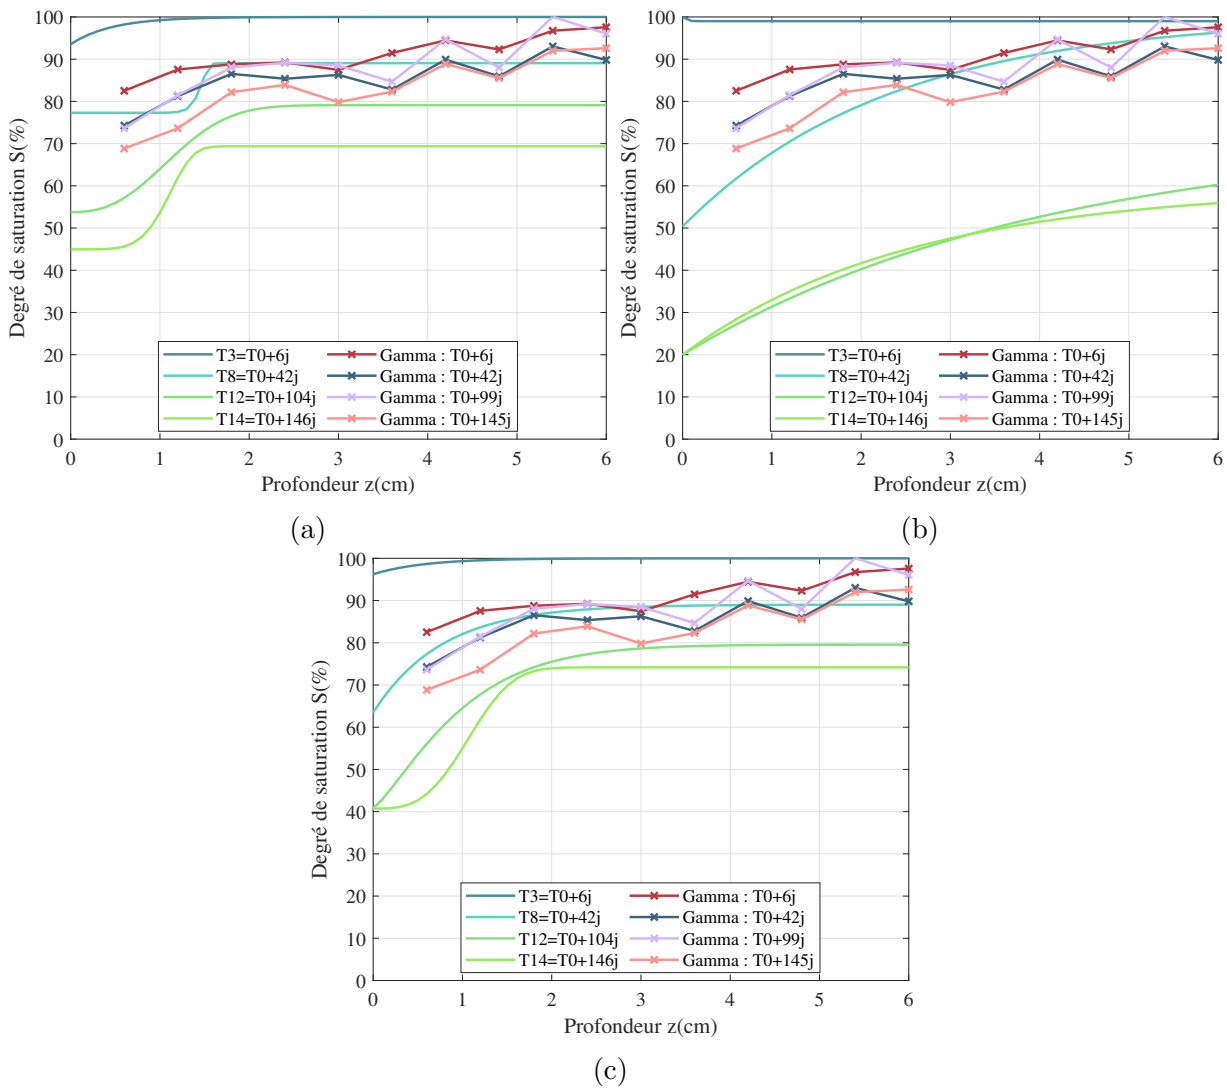 100
90
80
70
60
50
40
30
20
10
0
Degré de saturation S(%)
T3=T0+6j
T8=T0+42j
T12=T0+104j
T14=T0+146j
Gamma : T0+6j
Gamma : T0+42j
Gamma : T0+99j
Gamma : T0+145j
0 1 2 3 4 5 6
Profondeur z(cm)
(a)
100
90
80
70
60
50
40
30
20
10
0
Degré de saturation S(%)
T3=T0+6j
T8=T0+42j
T12=T0+104j
T14=T0+146j
Gamma : T0+6j
Gamma : T0+42j
Gamma : T0+99j
Gamma : T0+145j
0 1 2 3 4 5 6
Profondeur z(cm)
(b)
100
90
80
70
60
50
40
30
20
10
0
Degré de saturation S(%)
T3=T0+6j
T8=T0+42j
T12=T0+104j
T14=T0+146j
Gamma : T0+6j
Gamma : T0+42j
Gamma : T0+99j
Gamma : T0+145j
0 1 2 3 4 5 6
Profondeur z(cm)
(c)